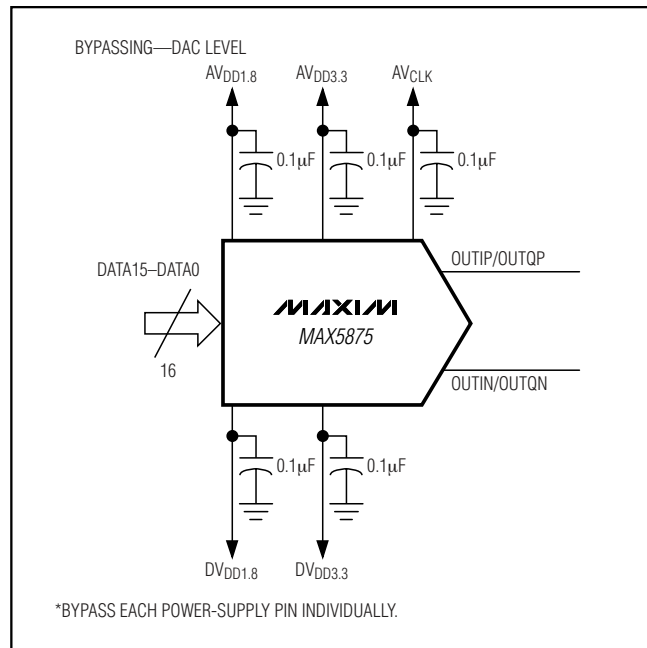 BYPASSING—DAC LEVEL
AVDD1.8 AVDD3.3 AVCLK
0.1µF 0.1µF 0.1µF
OUTIP/OUTQP
DATA15–DATA0
MAXIM
MAX5875
16
OUTIN/OUTQN
0.1µF 0.1µF
DVDD1.8 DVDD3.3
*BYPASS EACH POWER-SUPPLY PIN INDIVIDUALLY.